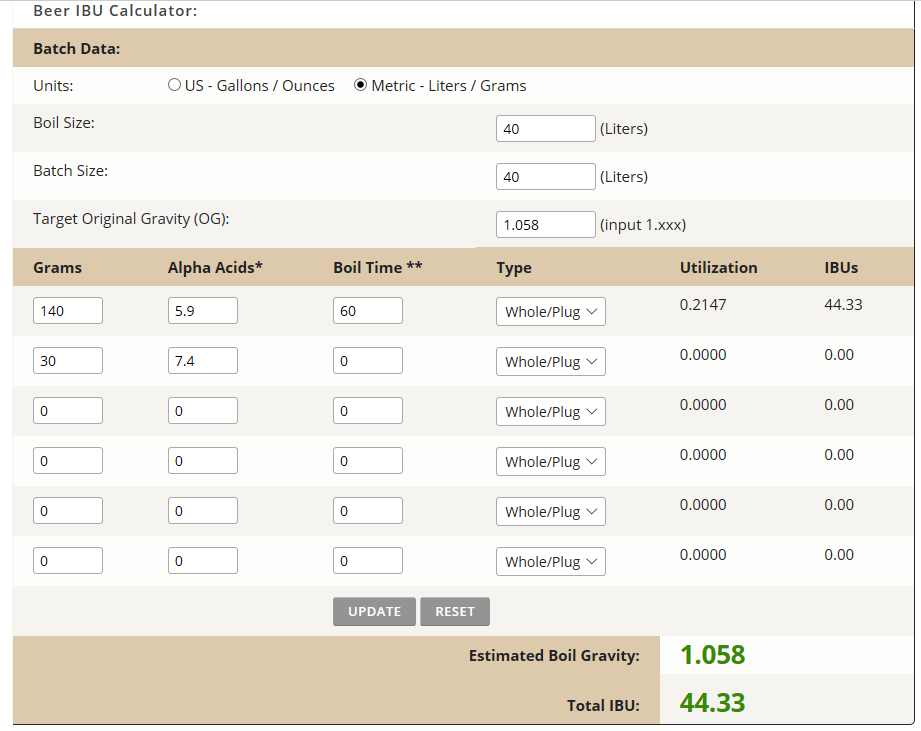 Beer IBU Calculator:
Batch Data:
Units: US - Gallons / Ounces Metric - Liters / Grams
Boil Size: 40 (Liters)
Batch Size: 40 (Liters)
Target Original Gravity (OG): 1.058 (input 1.xxx)
Grams Alpha Acids* Boil Time ** Type Utilization IBUs
140 5.9 60 Whole/Plug 0.2147 44.33
30 7.4 0 Whole/Plug 0.0000 0.00
0 0 0 Whole/Plug 0.0000 0.00
0 0 0 Whole/Plug 0.0000 0.00
0 0 0 Whole/Plug 0.0000 0.00
0 0 0 Whole/Plug 0.0000 0.00
UPDATE RESET
Estimated Boil Gravity: 1.058
Total IBU: 44.33